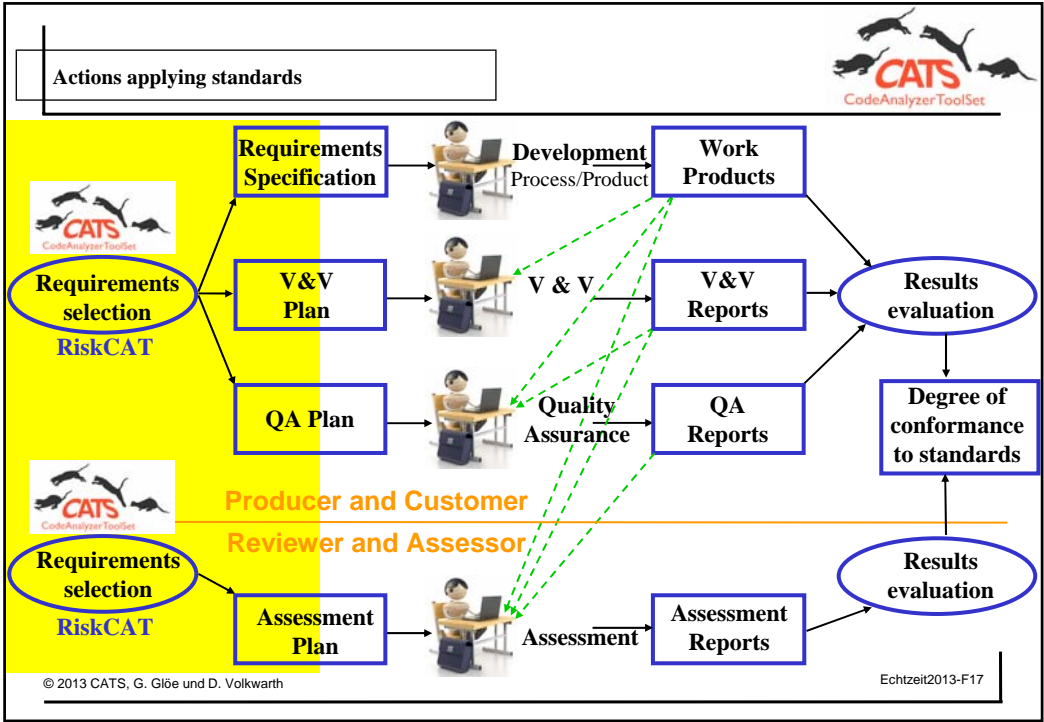 Actions applying standards
CATS
CodeAnalyzerToolSet
Requirements
Specification
Development
Process/Product
Work
Products
CATS
CodeAnalyzerToolSet
Requirements
selection
RiskCAT
V&V
Plan
V & V
V&V
Reports
Results
evaluation
QA Plan
Quality
Assurance
QA
Reports
Degree of
conformance
to standards
Producer and Customer
Reviewer and Assessor
CATS
CodeAnalyzerToolSet
Requirements
selection
RiskCAT
Assessment
Plan
Assessment
Assessment
Reports
Results
evaluation
© 2013 CATS, G. Glöe und D. Volkwarth
Echtzeit2013-F17